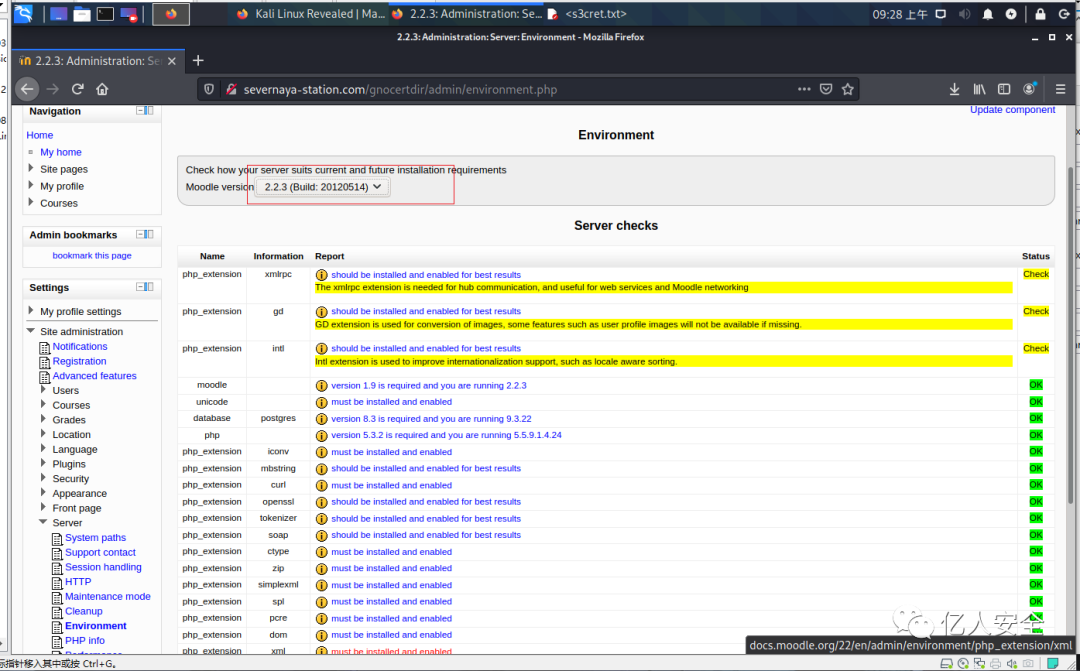 Kali Linux Revealed | Ma...
2.2.3: Administration: Se...
<s3cret.txt>
09:28 上午
2.2.3: Administration: Server: Environment - Mozilla Firefox
2.2.3: Administration: Se
severnaya-station.com/gnocertdir/admin/environment.php
Navigation
Home
My home
Site pages
My profile
Courses
Admin bookmarks
bookmark this page
Settings
My profile settings
Site administration
Notifications
Registration
Advanced features
Users
Courses
Grades
Location
Language
Plugins
Security
Appearance
Front page
Server
System paths
Support contact
Session handling
HTTP
Maintenance mode
Cleanup
Environment
PHP info
Performance
Update component
Environment
Check how your server suits current and future installation requirements
Moodle version 2.2.3 (Build: 20120514)
Server checks
Name Information Report Status
php_extension xmlrpc should be installed and enabled for best results Check
The xmlrpc extension is needed for hub communication, and useful for web services and Moodle networking
php_extension gd should be installed and enabled for best results Check
GD extension is used for conversion of images, some features such as user profile images will not be available if missing.
php_extension intl should be installed and enabled for best results Check
Intl extension is used to improve internationalization support, such as locale aware sorting.
moodle version 1.9 is required and you are running 2.2.3 OK
unicode must be installed and enabled OK
database postgres version 8.3 is required and you are running 9.3.22 OK
php version 5.3.2 is required and you are running 5.5.9.1.4.24 OK
php_extension iconv must be installed and enabled OK
php_extension mbstring should be installed and enabled for best results OK
php_extension curl must be installed and enabled OK
php_extension openssl should be installed and enabled for best results OK
php_extension tokenizer should be installed and enabled for best results OK
php_extension soap should be installed and enabled for best results OK
php_extension ctype must be installed and enabled OK
php_extension zip must be installed and enabled OK
php_extension simplexml must be installed and enabled OK
php_extension spl must be installed and enabled OK
php_extension pcre must be installed and enabled OK
php_extension dom must be installed and enabled OK
php_extension xml must be installed and enabled
亿人安全
docs.moodle.org/22/en/admin/environment/php_extension/xml
标指针移入其中或按 Ctrl+G。